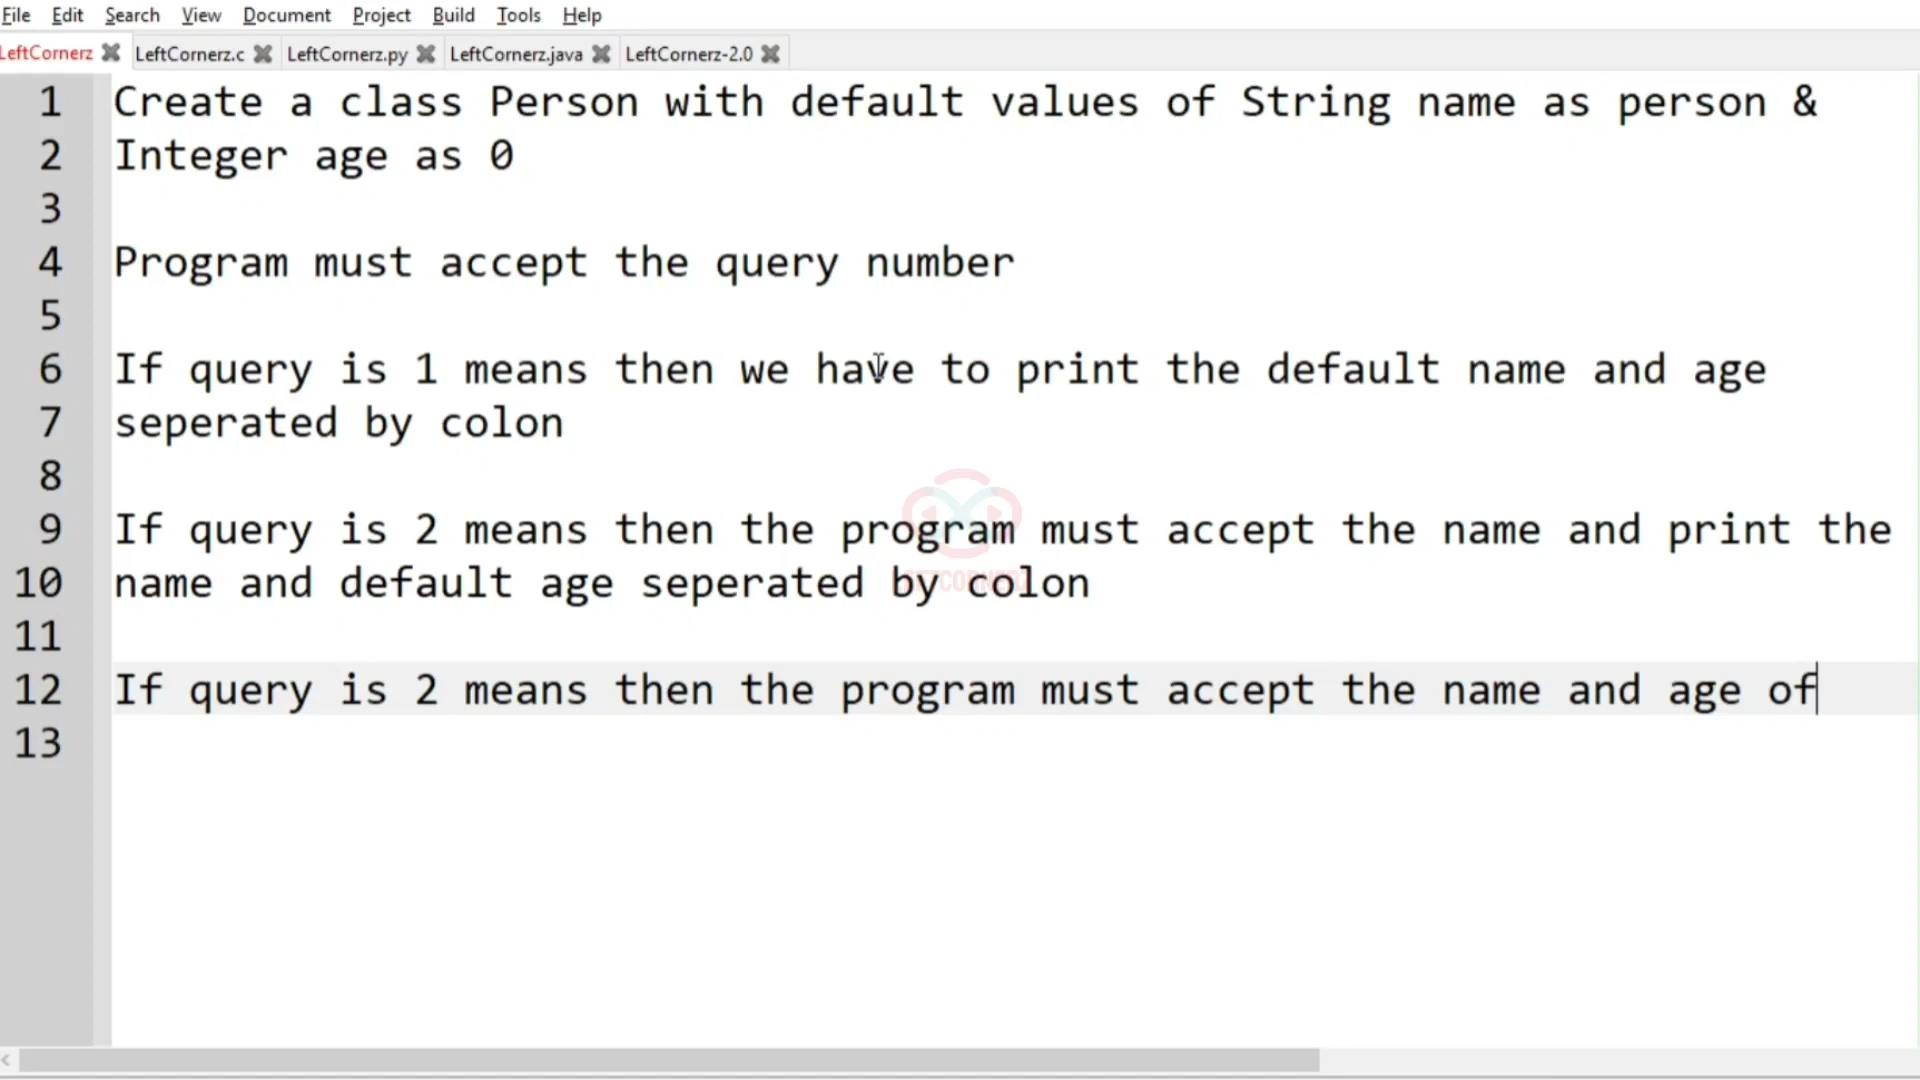 File Edit Search View Document Project Build Tools Help
LeftCornerz LeftCornerz.c LeftCornerz.py LeftCornerz.java LeftCornerz-2.0
1 Create a class Person with default values of String name as person &
2 Integer age as 0
3
4 Program must accept the query number
5
6 If query is 1 means then we have to print the default name and age
7 seperated by colon
8
9 If query is 2 means then the program must accept the name and print the
10 name and default age seperated by colon
11
12 If query is 2 means then the program must accept the name and age of
13